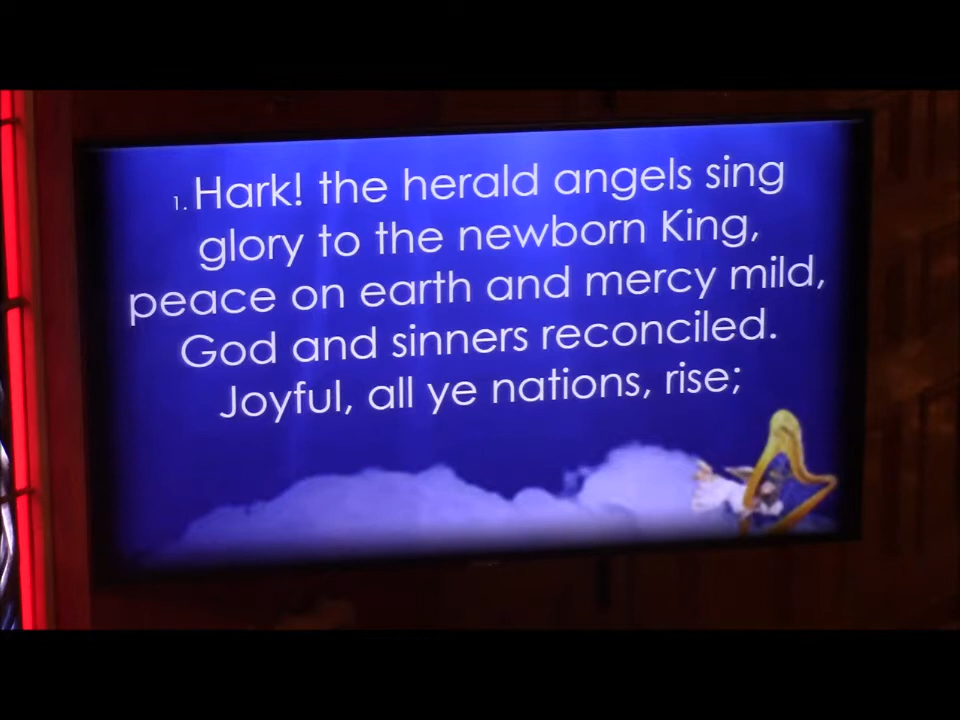 1. Hark! the herald angels sing
glory to the newborn King,
peace on earth and mercy mild,
God and sinners reconciled.
Joyful, all ye nations, rise;